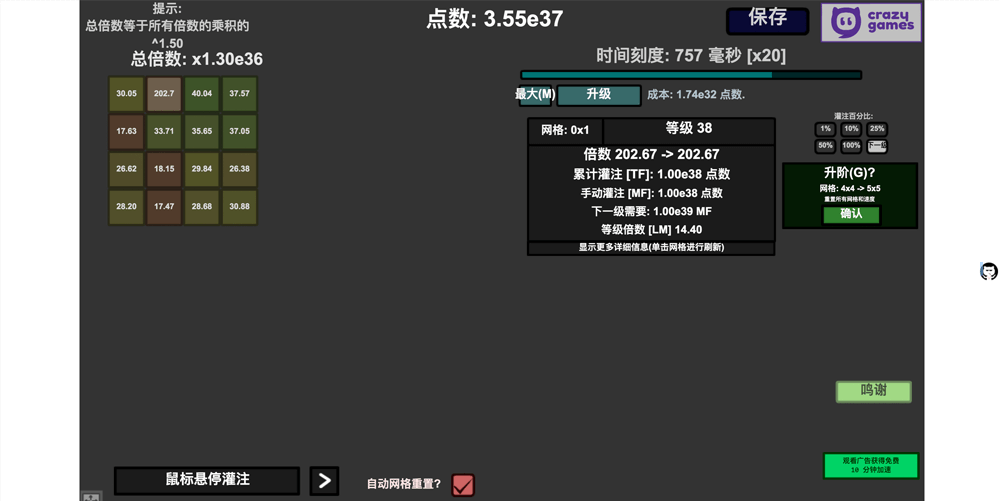 提示:
总倍数等于所有倍数的乘积的
^1.50
总倍数: x1.30e36
30.05 202.7 40.04 37.57
17.63 33.71 35.65 37.05
26.62 18.15 29.84 26.38
28.20 17.47 28.68 30.88
点数: 3.55e37
保存
crazy
games
时间刻度: 757 毫秒 [x20]
最大(M) 升级 成本: 1.74e32 点数.
网格: 0x1 等级 38
倍数 202.67 -> 202.67
累计灌注 [TF]: 1.00e38 点数
手动灌注 [MF]: 1.00e38 点数
下一级需要: 1.00e39 MF
等级倍数 [LM] 14.40
显示更多详细信息(单击网格进行刷新)
灌注百分比:
1% 10% 25%
50% 100% 下一级
升阶(G)?
网格: 4x4 -> 5x5
重置所有网格和速度
确认
鸣谢
观看广告获得免费
10 分钟加速
鼠标悬停灌注 >
自动网格重置?